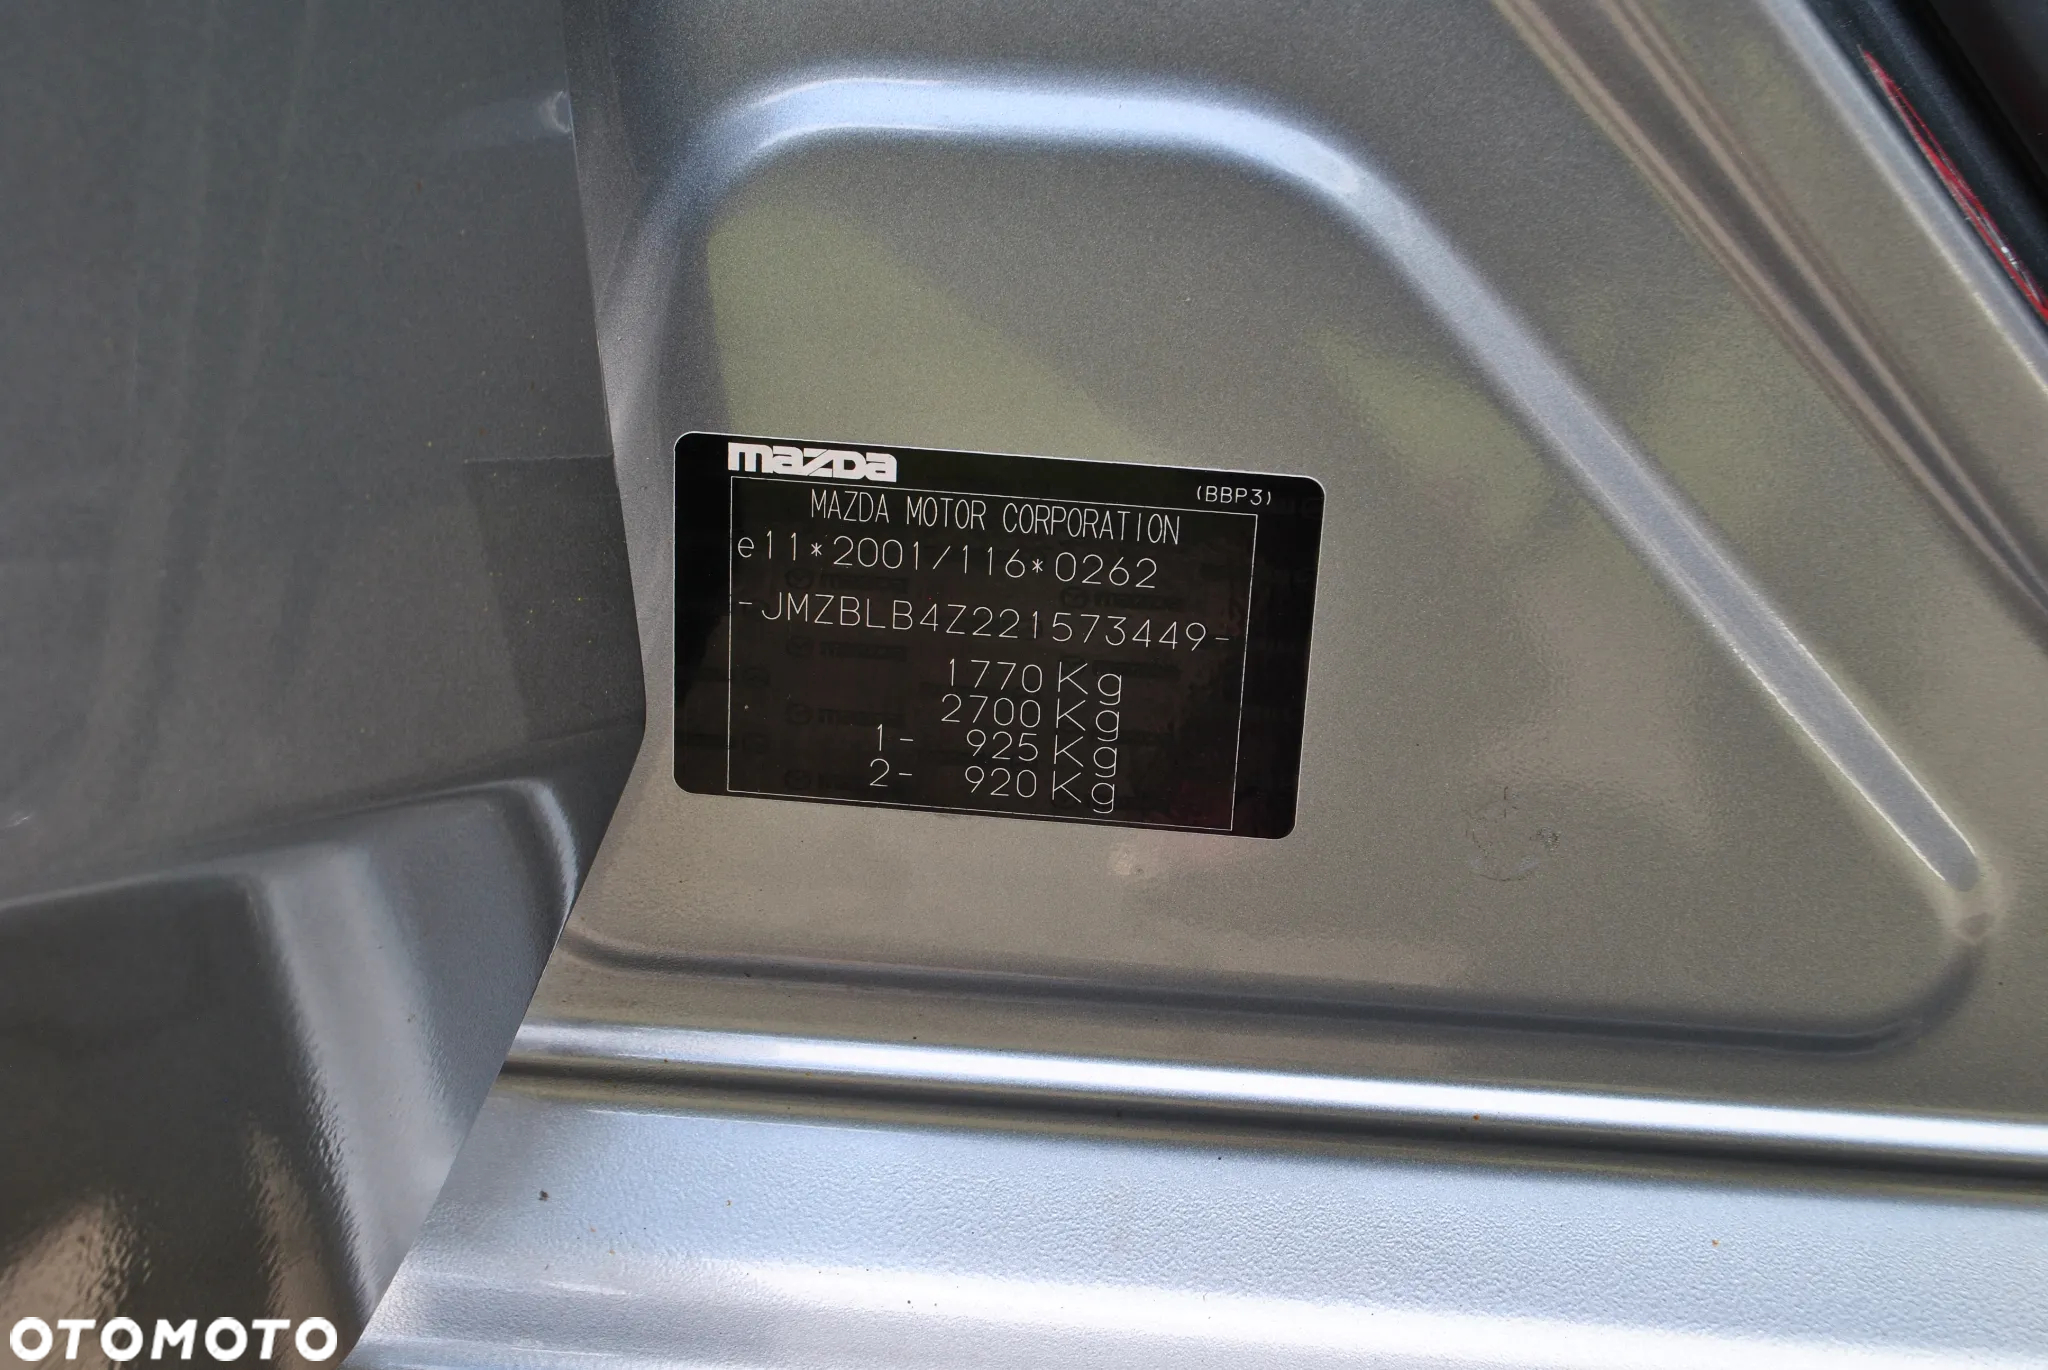 mazda
(BBP3)
MAZDA MOTOR CORPORATION
e11*2001/116*0262
-JMZBLB4Z221573449-
1770Kg
2700Kg
1- 925Kg
2- 920Kg
OTOMOTO